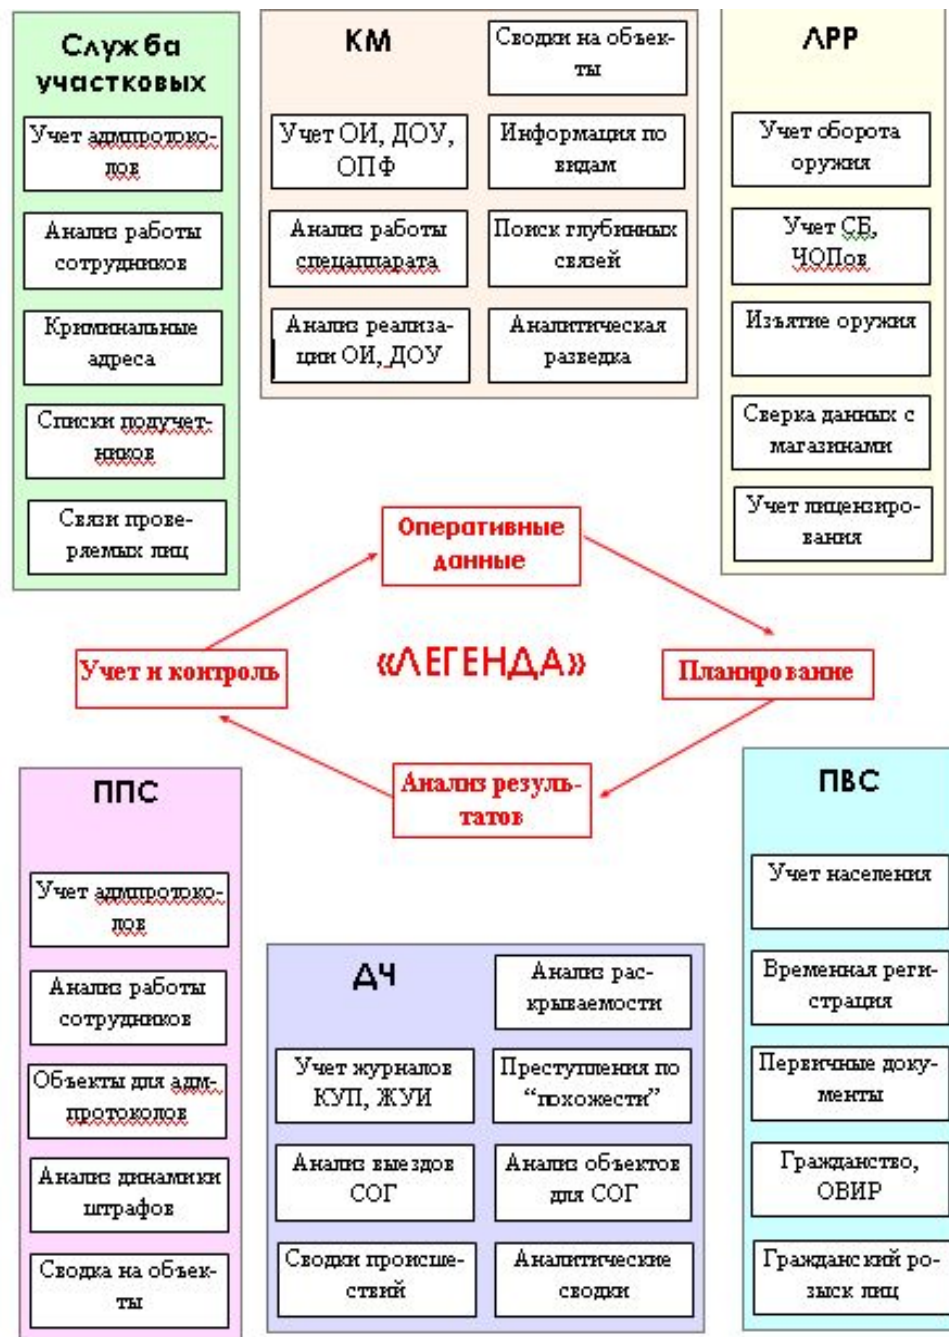 Служба
участковых
Учет адмпротоко-
лов
Анализ работы
сотрудников
Криминальные
адреса
Списки подучет-
ников
Связи прове-
ряемых лиц
КМ
Учет ОИ, ДОУ,
ОПФ
Анализ работы
спецаппарата
Анализ реализа-
ции ОИ, ДОУ
Сводки на объек-
ты
Информация по
видам
Поиск глубинных
связей
Аналитическая
разведка
ЛРР
Учет оборота
оружия
Учет СБ,
ЧОПов
Изъятие оружия
Сверка данных с
магазинами
Учет лицензиро-
вания
Оперативные
данные
Учет и контроль
«ЛЕГЕНДА»
Планирование
Анализ резуль-
татов
ППС
Учет адмпротоко-
лов
Анализ работы
сотрудников
Объекты для адм-
протоколов
Анализ динамики
штрафов
Сводка на объек-
ты
ДЧ
Учет журналов
КУП, ЖУИ
Анализ выездов
СОГ
Сводки происше-
ствий
Анализ рас-
крываемости
Преступления по
“похожести”
Анализ объектов
для СОГ
Аналитические
сводки
ПВС
Учет населения
Временная реги-
страция
Первичные доку-
менты
Гражданство,
ОВИР
Гражданский ро-
зыск лиц